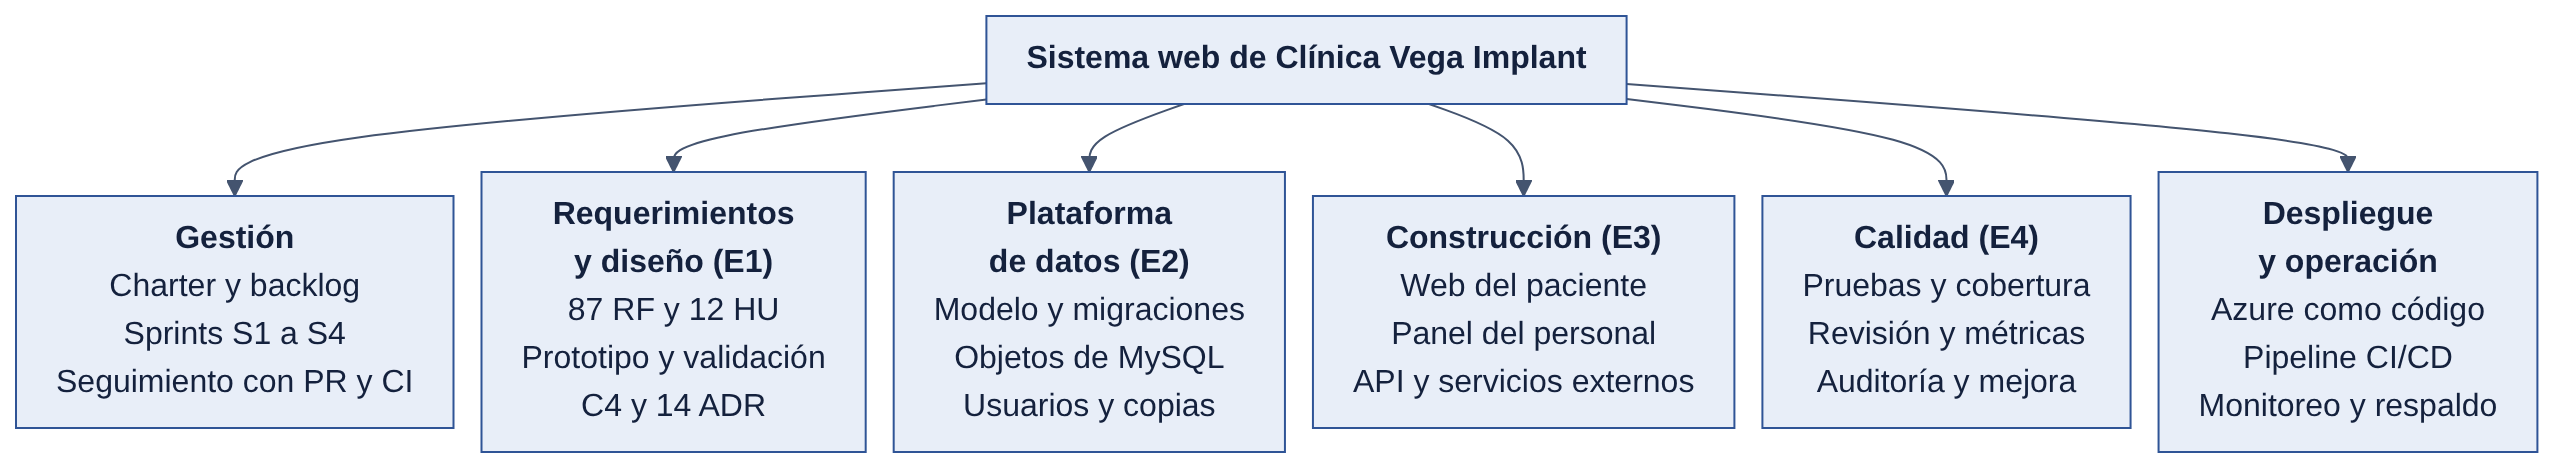 Sistema web de Clínica Vega Implant
Gestión
Charter y backlog
Sprints S1 a S4
Seguimiento con PR y CI
Requerimientos
y diseño (E1)
87 RF y 12 HU
Prototipo y validación
C4 y 14 ADR
Plataforma
de datos (E2)
Modelo y migraciones
Objetos de MySQL
Usuarios y copias
Construcción (E3)
Web del paciente
Panel del personal
API y servicios externos
Calidad (E4)
Pruebas y cobertura
Revisión y métricas
Auditoría y mejora
Despliegue
y operación
Azure como código
Pipeline CI/CD
Monitoreo y respaldo